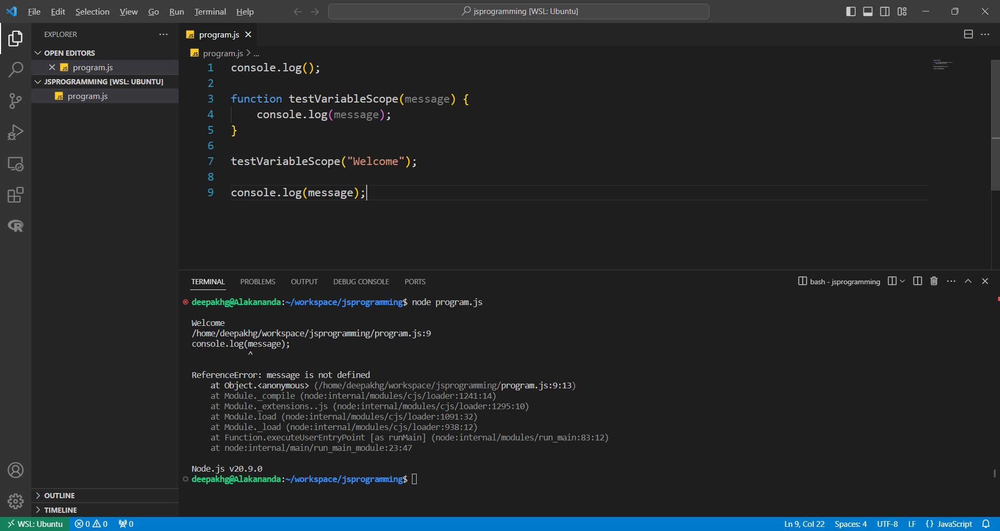 File Edit Selection View Go Run Terminal Help
jsprogramming [WSL: Ubuntu]
EXPLORER
OPEN EDITORS
program.js
JSPROGRAMMING [WSL: UBUNTU]
program.js
OUTLINE
TIMELINE
program.js
program.js > ...
1 console.log();
2
3 function testVariableScope(message) {
4     console.log(message);
5 }
6
7 testVariableScope("Welcome");
8
9 console.log(message);
TERMINAL PROBLEMS OUTPUT DEBUG CONSOLE PORTS
bash - jsprogramming
deepakhg@Alakananda:~/workspace/jsprogramming$ node program.js
Welcome
/home/deepakhg/workspace/jsprogramming/program.js:9
console.log(message);
            ^
ReferenceError: message is not defined
    at Object.<anonymous> (/home/deepakhg/workspace/jsprogramming/program.js:9:13)
    at Module._compile (node:internal/modules/cjs/loader:1241:14)
    at Module._extensions..js (node:internal/modules/cjs/loader:1295:10)
    at Module.load (node:internal/modules/cjs/loader:1091:32)
    at Module._load (node:internal/modules/cjs/loader:938:12)
    at Function.executeUserEntryPoint [as runMain] (node:internal/modules/run_main:83:12)
    at node:internal/main/run_main_module:23:47
Node.js v20.9.0
deepakhg@Alakananda:~/workspace/jsprogramming$
WSL: Ubuntu 0 0 0 Ln 9, Col 22 Spaces: 4 UTF-8 LF {} JavaScript